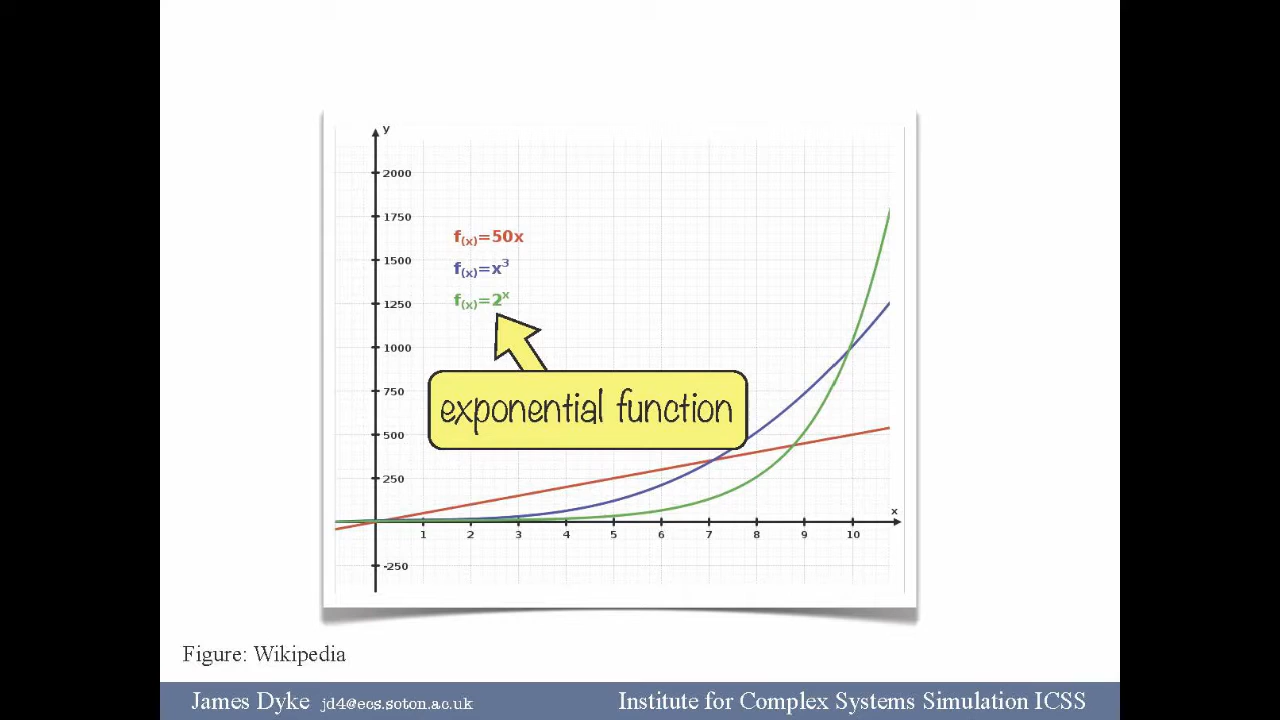 y
2000
1750
1500
1250
1000
750
500
250
-250
f(x)=50x
f(x)=x³
f(x)=2ˣ
exponential function
x
1 2 3 4 5 6 7 8 9 10
Figure: Wikipedia
James Dyke jd4@ecs.soton.ac.uk Institute for Complex Systems Simulation ICSS